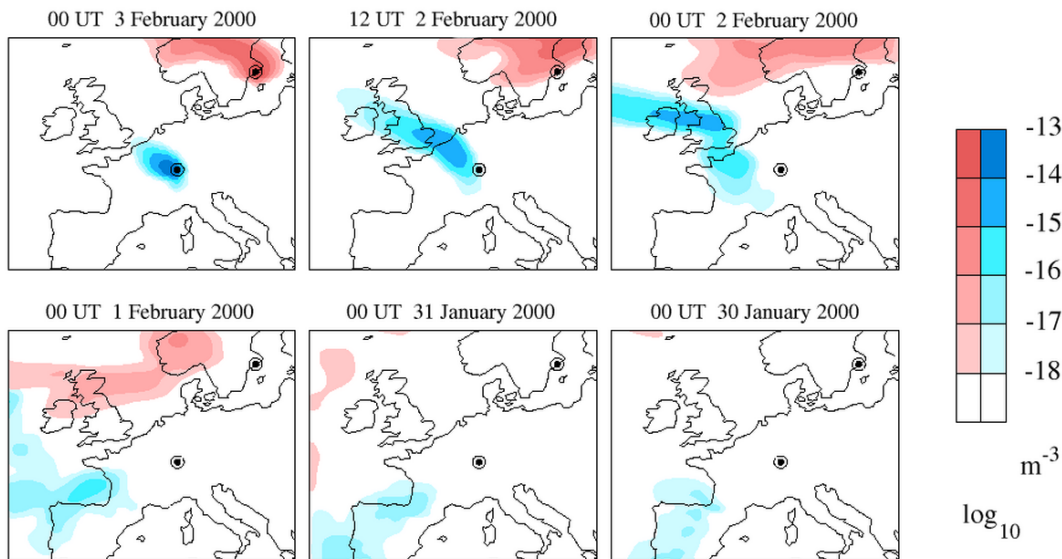 00 UT 3 February 2000
12 UT 2 February 2000
00 UT 2 February 2000
00 UT 1 February 2000
00 UT 31 January 2000
00 UT 30 January 2000
-13
-14
-15
-16
-17
-18
m⁻³
log₁₀